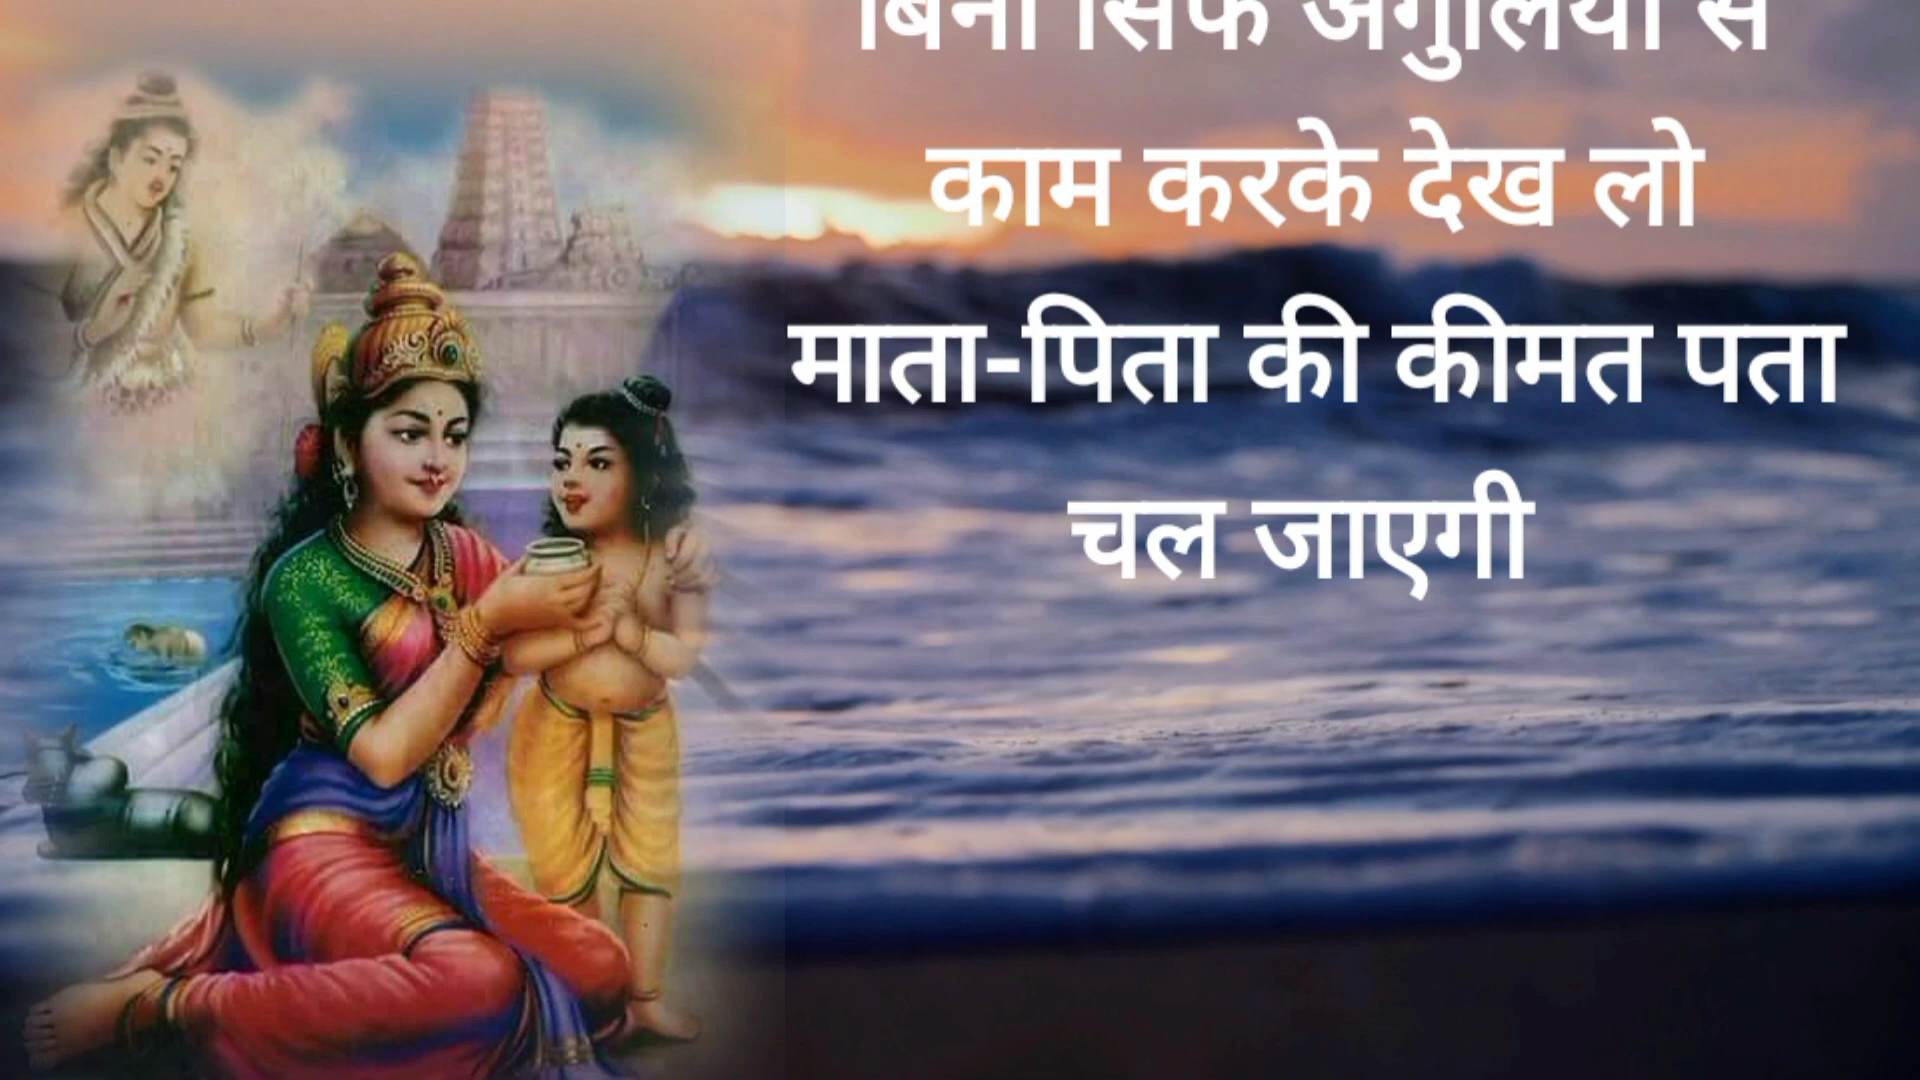 बिना सिर्फ अंगुलियों से
काम करके देख लो
माता-पिता की कीमत पता
चल जाएगी